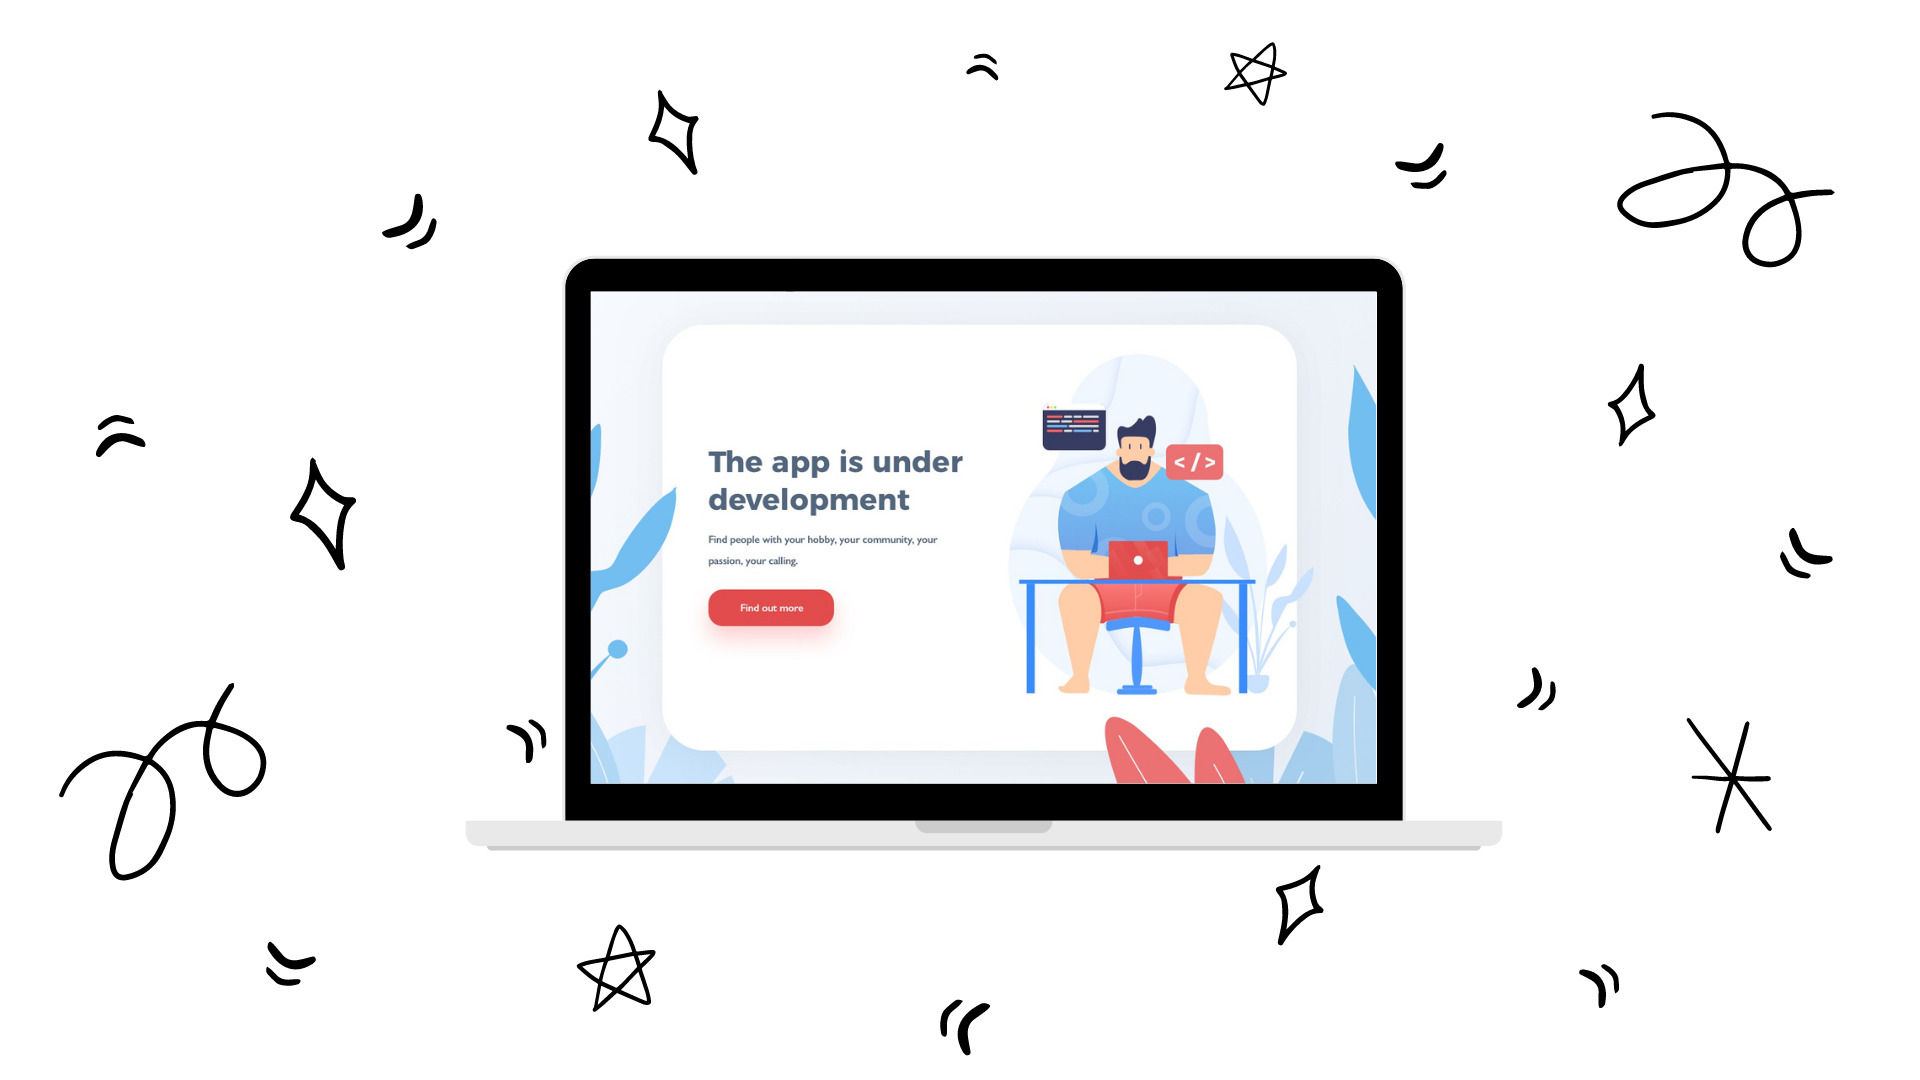 The app is under
development
Find people with your hobby, your community, your
passion, your calling.
Find out more
</>